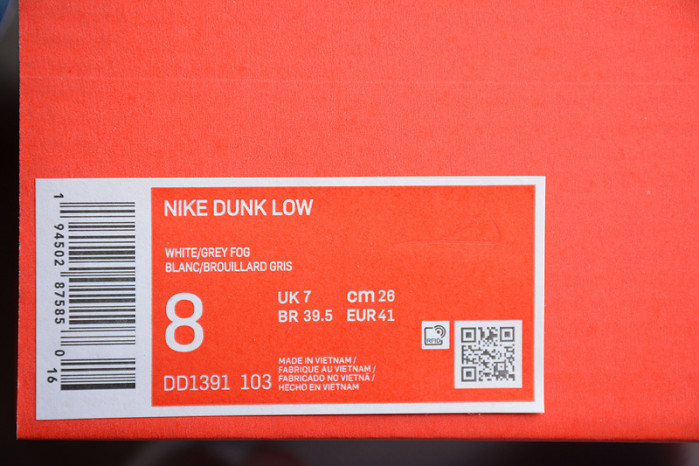 NIKE DUNK LOW
WHITE/GREY FOG
BLANC/BROUILLARD GRIS
8
UK 7 cm 26
BR 39.5 EUR 41
DD1391 103
MADE IN VIETNAM /
FABRIQUE AU VIETNAM /
FABRICADO NO VIETNÃ /
HECHO EN VIETNAM
RFID
1 94502 87585 0 16